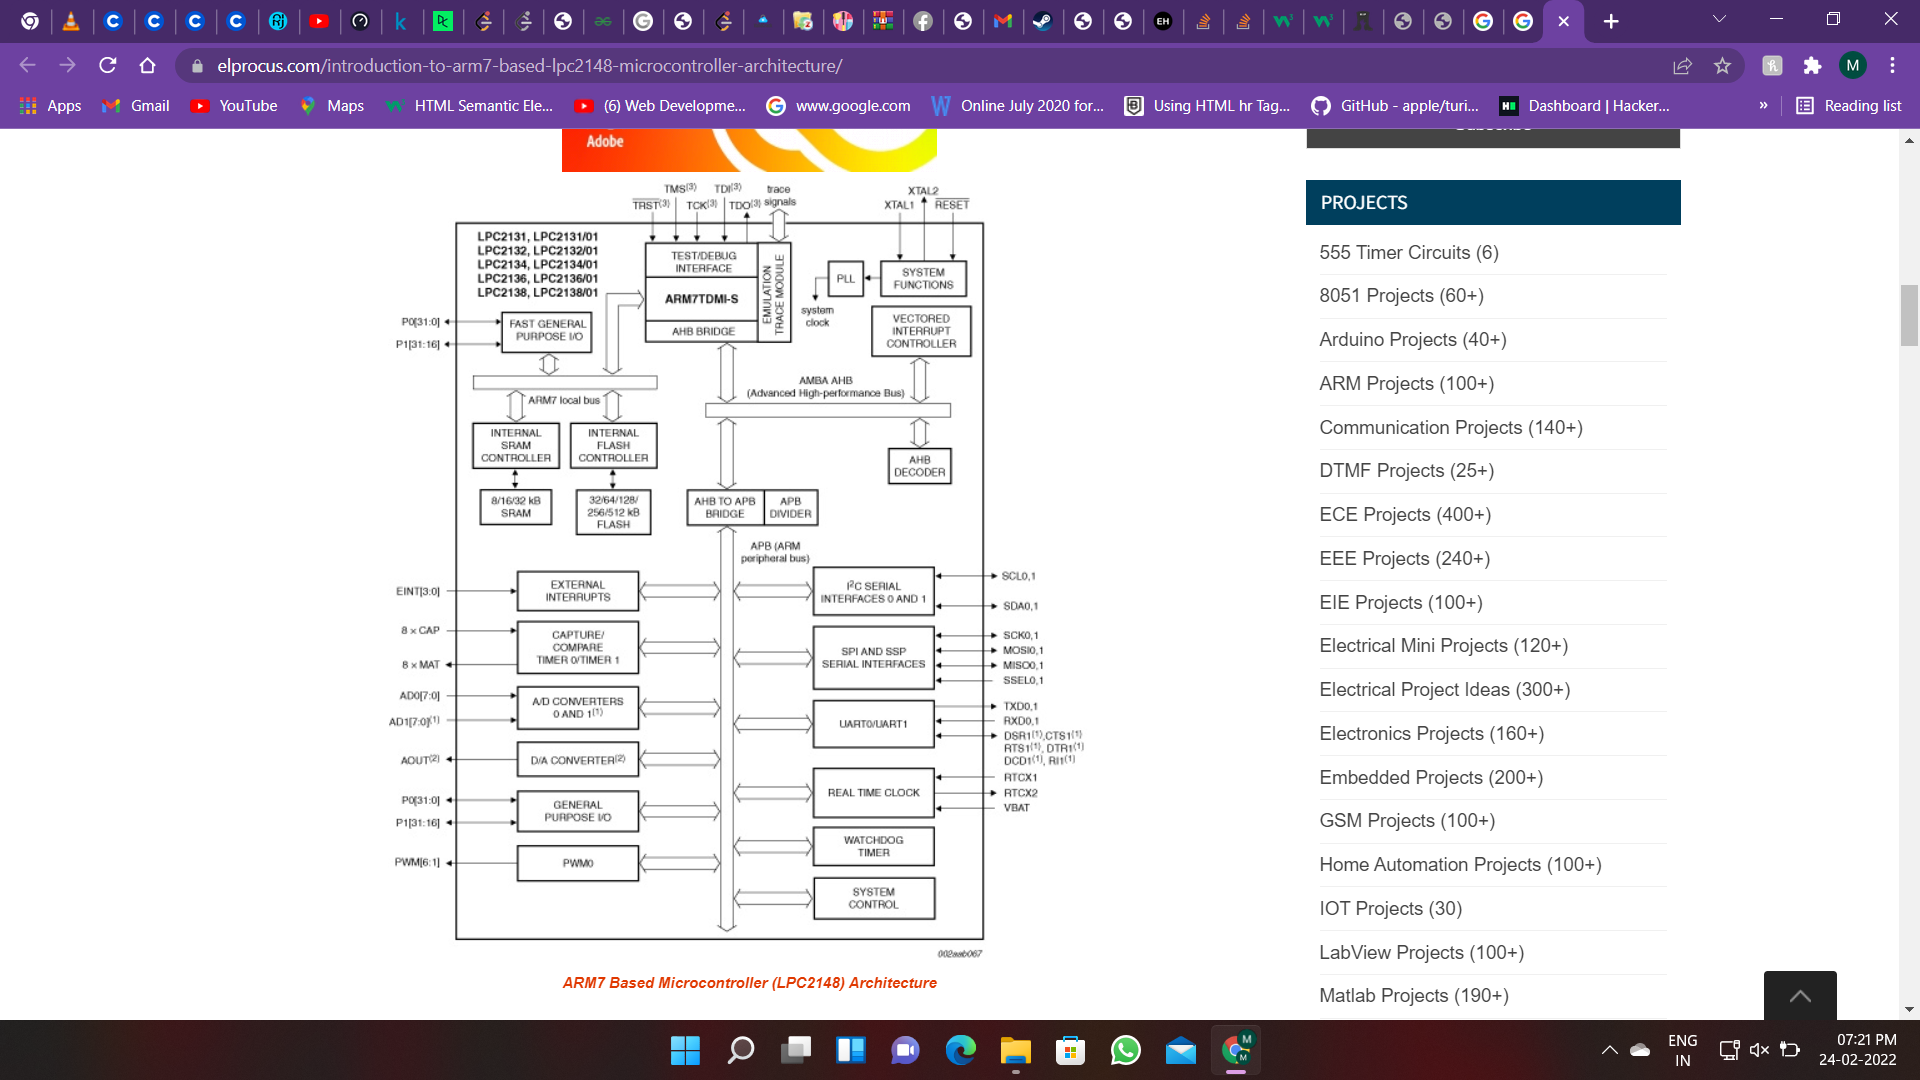 elprocus.com/introduction-to-arm7-based-lpc2148-microcontroller-architecture/
M
Apps
Gmail
YouTube
Maps
HTML Semantic Ele...
(6) Web Developme...
www.google.com
Online July 2020 for...
Using HTML hr Tag...
GitHub - apple/turi...
Dashboard | Hacker...
»
Reading list
Adobe
TMS(3)
TDI(3)
trace
signals
TRST(3)
TCK(3)
TDO(3)
XTAL2
XTAL1
RESET
LPC2131, LPC2131/01
LPC2132, LPC2132/01
LPC2134, LPC2134/01
LPC2136, LPC2136/01
LPC2138, LPC2138/01
TEST/DEBUG
INTERFACE
ARM7TDMI-S
AHB BRIDGE
EMULATION
TRACE MODULE
PLL
SYSTEM
FUNCTIONS
system
clock
VECTORED
INTERRUPT
CONTROLLER
P0[31:0]
P1[31:16]
FAST GENERAL
PURPOSE I/O
AMBA AHB
(Advanced High-performance Bus)
ARM7 local bus
INTERNAL
SRAM
CONTROLLER
INTERNAL
FLASH
CONTROLLER
AHB
DECODER
8/16/32 kB
SRAM
32/64/128/
256/512 kB
FLASH
AHB TO APB
BRIDGE
APB
DIVIDER
APB (ARM
peripheral bus)
EINT[3:0]
EXTERNAL
INTERRUPTS
I²C SERIAL
INTERFACES 0 AND 1
SCL0,1
SDA0,1
8 × CAP
8 × MAT
CAPTURE/
COMPARE
TIMER 0/TIMER 1
SPI AND SSP
SERIAL INTERFACES
SCK0,1
MOSI0,1
MISO0,1
SSEL0,1
AD0[7:0]
AD1[7:0](1)
A/D CONVERTERS
0 AND 1(1)
UART0/UART1
TXD0,1
RXD0,1
DSR1(1),CTS1(1)
RTS1(1), DTR1(1)
DCD1(1), RI1(1)
AOUT(2)
D/A CONVERTER(2)
REAL TIME CLOCK
RTCX1
RTCX2
VBAT
P0[31:0]
P1[31:16]
GENERAL
PURPOSE I/O
WATCHDOG
TIMER
PWM[6:1]
PWM0
SYSTEM
CONTROL
002aab067
ARM7 Based Microcontroller (LPC2148) Architecture
PROJECTS
555 Timer Circuits (6)
8051 Projects (60+)
Arduino Projects (40+)
ARM Projects (100+)
Communication Projects (140+)
DTMF Projects (25+)
ECE Projects (400+)
EEE Projects (240+)
EIE Projects (100+)
Electrical Mini Projects (120+)
Electrical Project Ideas (300+)
Electronics Projects (160+)
Embedded Projects (200+)
GSM Projects (100+)
Home Automation Projects (100+)
IOT Projects (30)
LabView Projects (100+)
Matlab Projects (190+)
ENG
IN
07:21 PM
24-02-2022